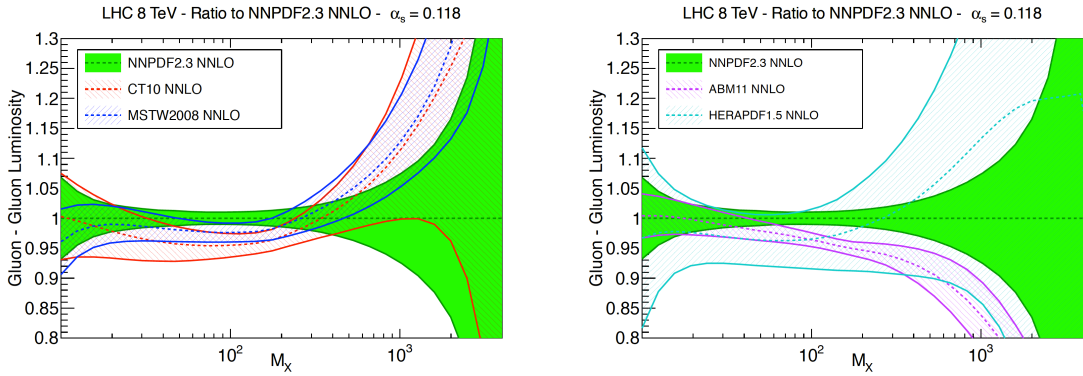 LHC 8 TeV - Ratio to NNPDF2.3 NNLO - αs = 0.118
Gluon - Gluon Luminosity
1.3
1.25
1.2
1.15
1.1
1.05
1
0.95
0.9
0.85
0.8
NNPDF2.3 NNLO
CT10 NNLO
MSTW2008 NNLO
10²
10³
MX
LHC 8 TeV - Ratio to NNPDF2.3 NNLO - αs = 0.118
Gluon - Gluon Luminosity
1.3
1.25
1.2
1.15
1.1
1.05
1
0.95
0.9
0.85
0.8
NNPDF2.3 NNLO
ABM11 NNLO
HERAPDF1.5 NNLO
10²
10³
MX